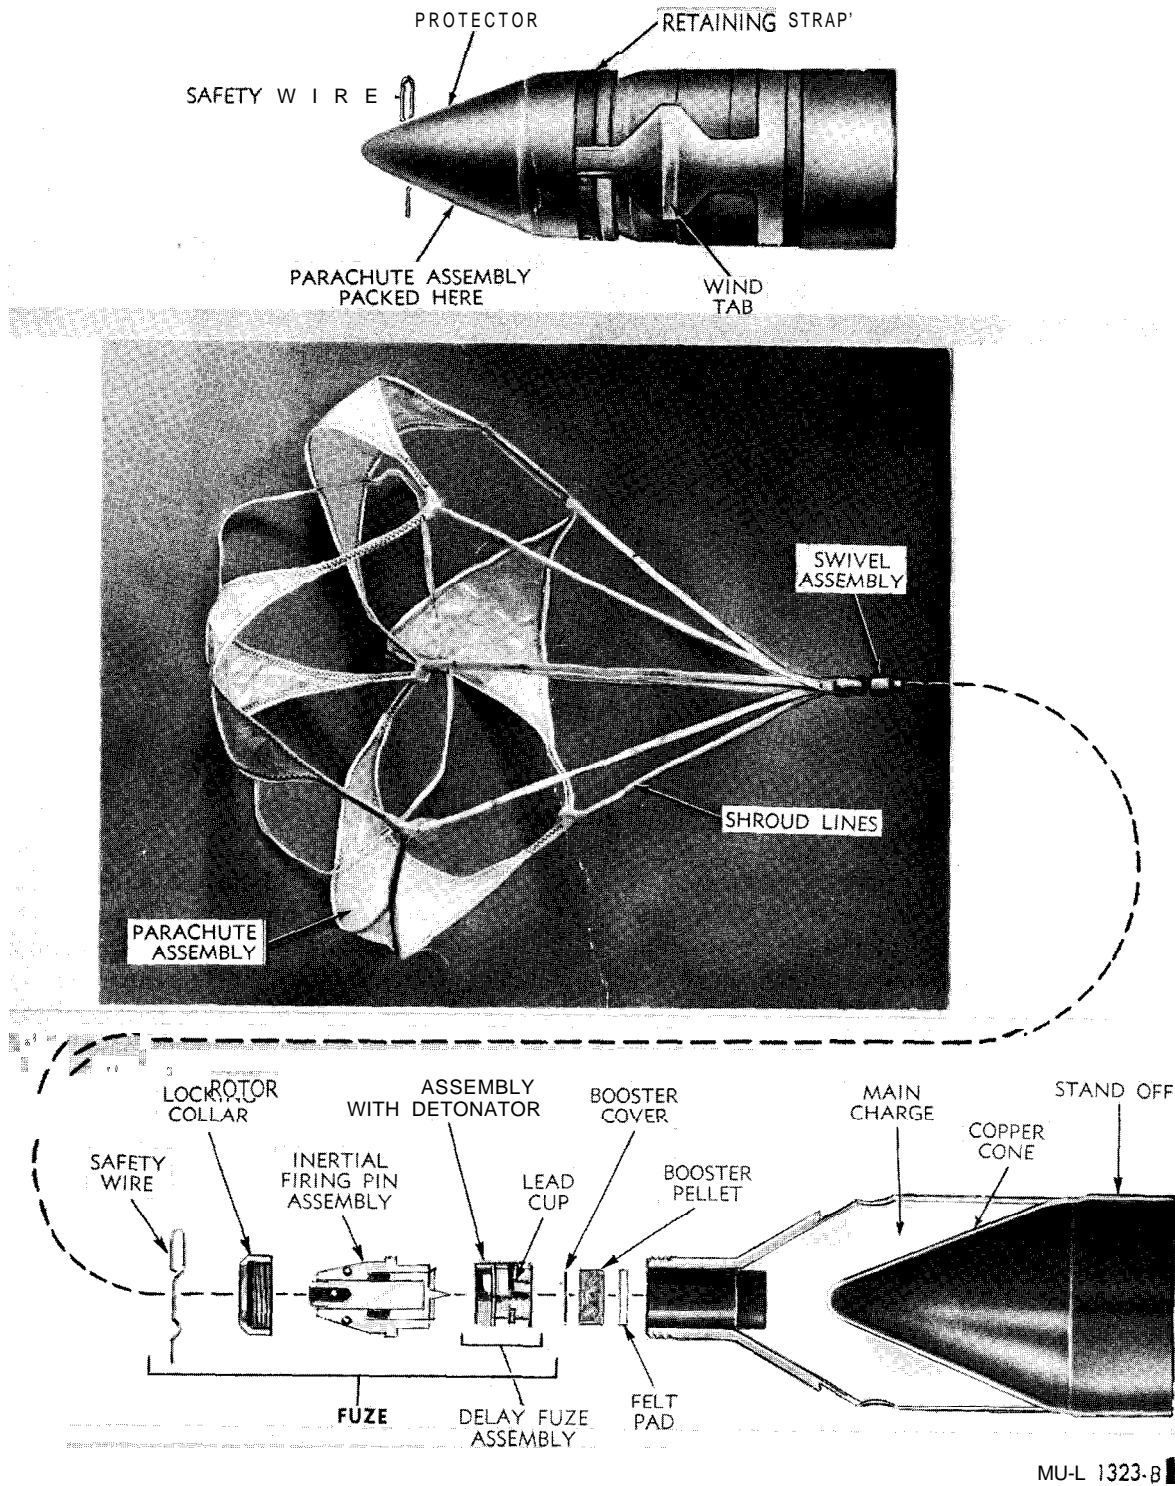 PROTECTOR
RETAINING STRAP'
SAFETY WIRE
PARACHUTE ASSEMBLY
PACKED HERE
WIND
TAB
SWIVEL
ASSEMBLY
SHROUD LINES
PARACHUTE
ASSEMBLY
LOCKING
COLLAR
ROTOR
ASSEMBLY
WITH DETONATOR
BOOSTER
COVER
MAIN
CHARGE
STAND OFF
COPPER
CONE
SAFETY
WIRE
INERTIAL
FIRING PIN
ASSEMBLY
LEAD
CUP
BOOSTER
PELLET
FUZE
DELAY FUZE
ASSEMBLY
FELT
PAD
MU-L 1323-B